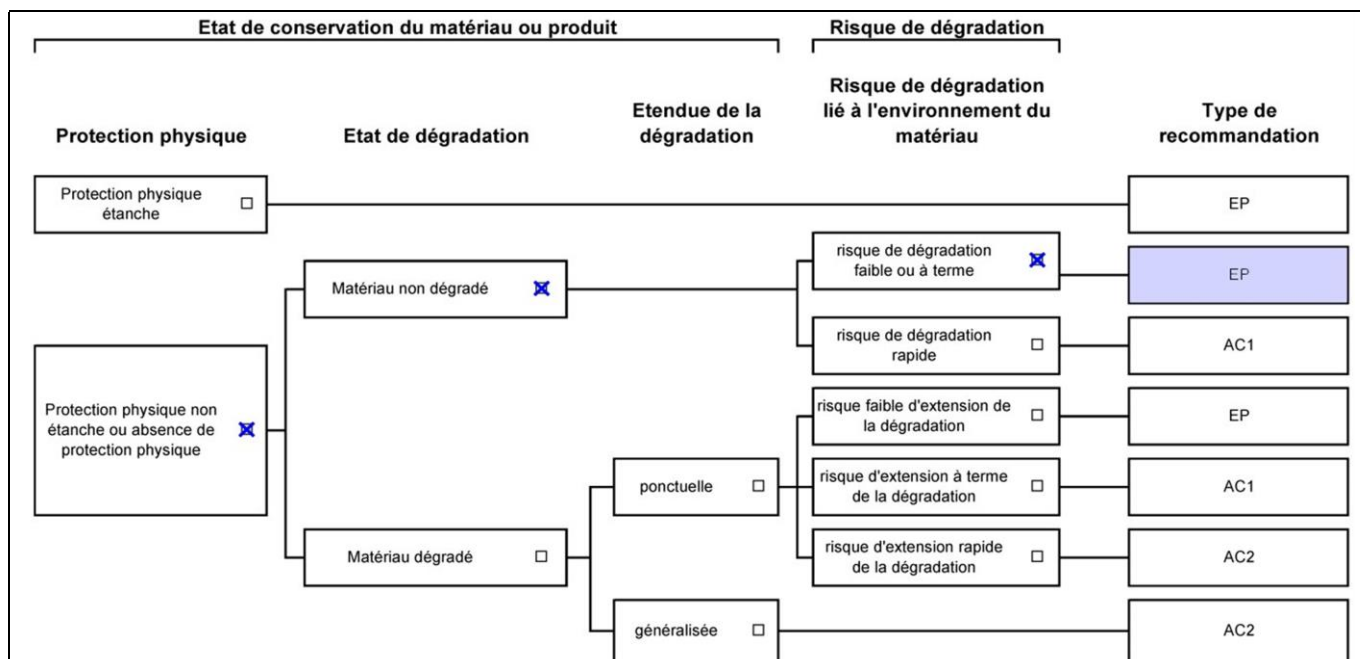 Etat de conservation du matériau ou produit
Risque de dégradation
Protection physique
Etat de dégradation
Etendue de la
dégradation
Risque de dégradation
lié à l'environnement du
matériau
Type de
recommandation
Protection physique
étanche
EP
risque de dégradation
faible ou à terme
EP
Matériau non dégradé
risque de dégradation
rapide
AC1
Protection physique non
étanche ou absence de
protection physique
risque faible d'extension de
la dégradation
EP
ponctuelle
risque d'extension à terme
de la dégradation
AC1
Matériau dégradé
risque d'extension rapide
de la dégradation
AC2
généralisée
AC2